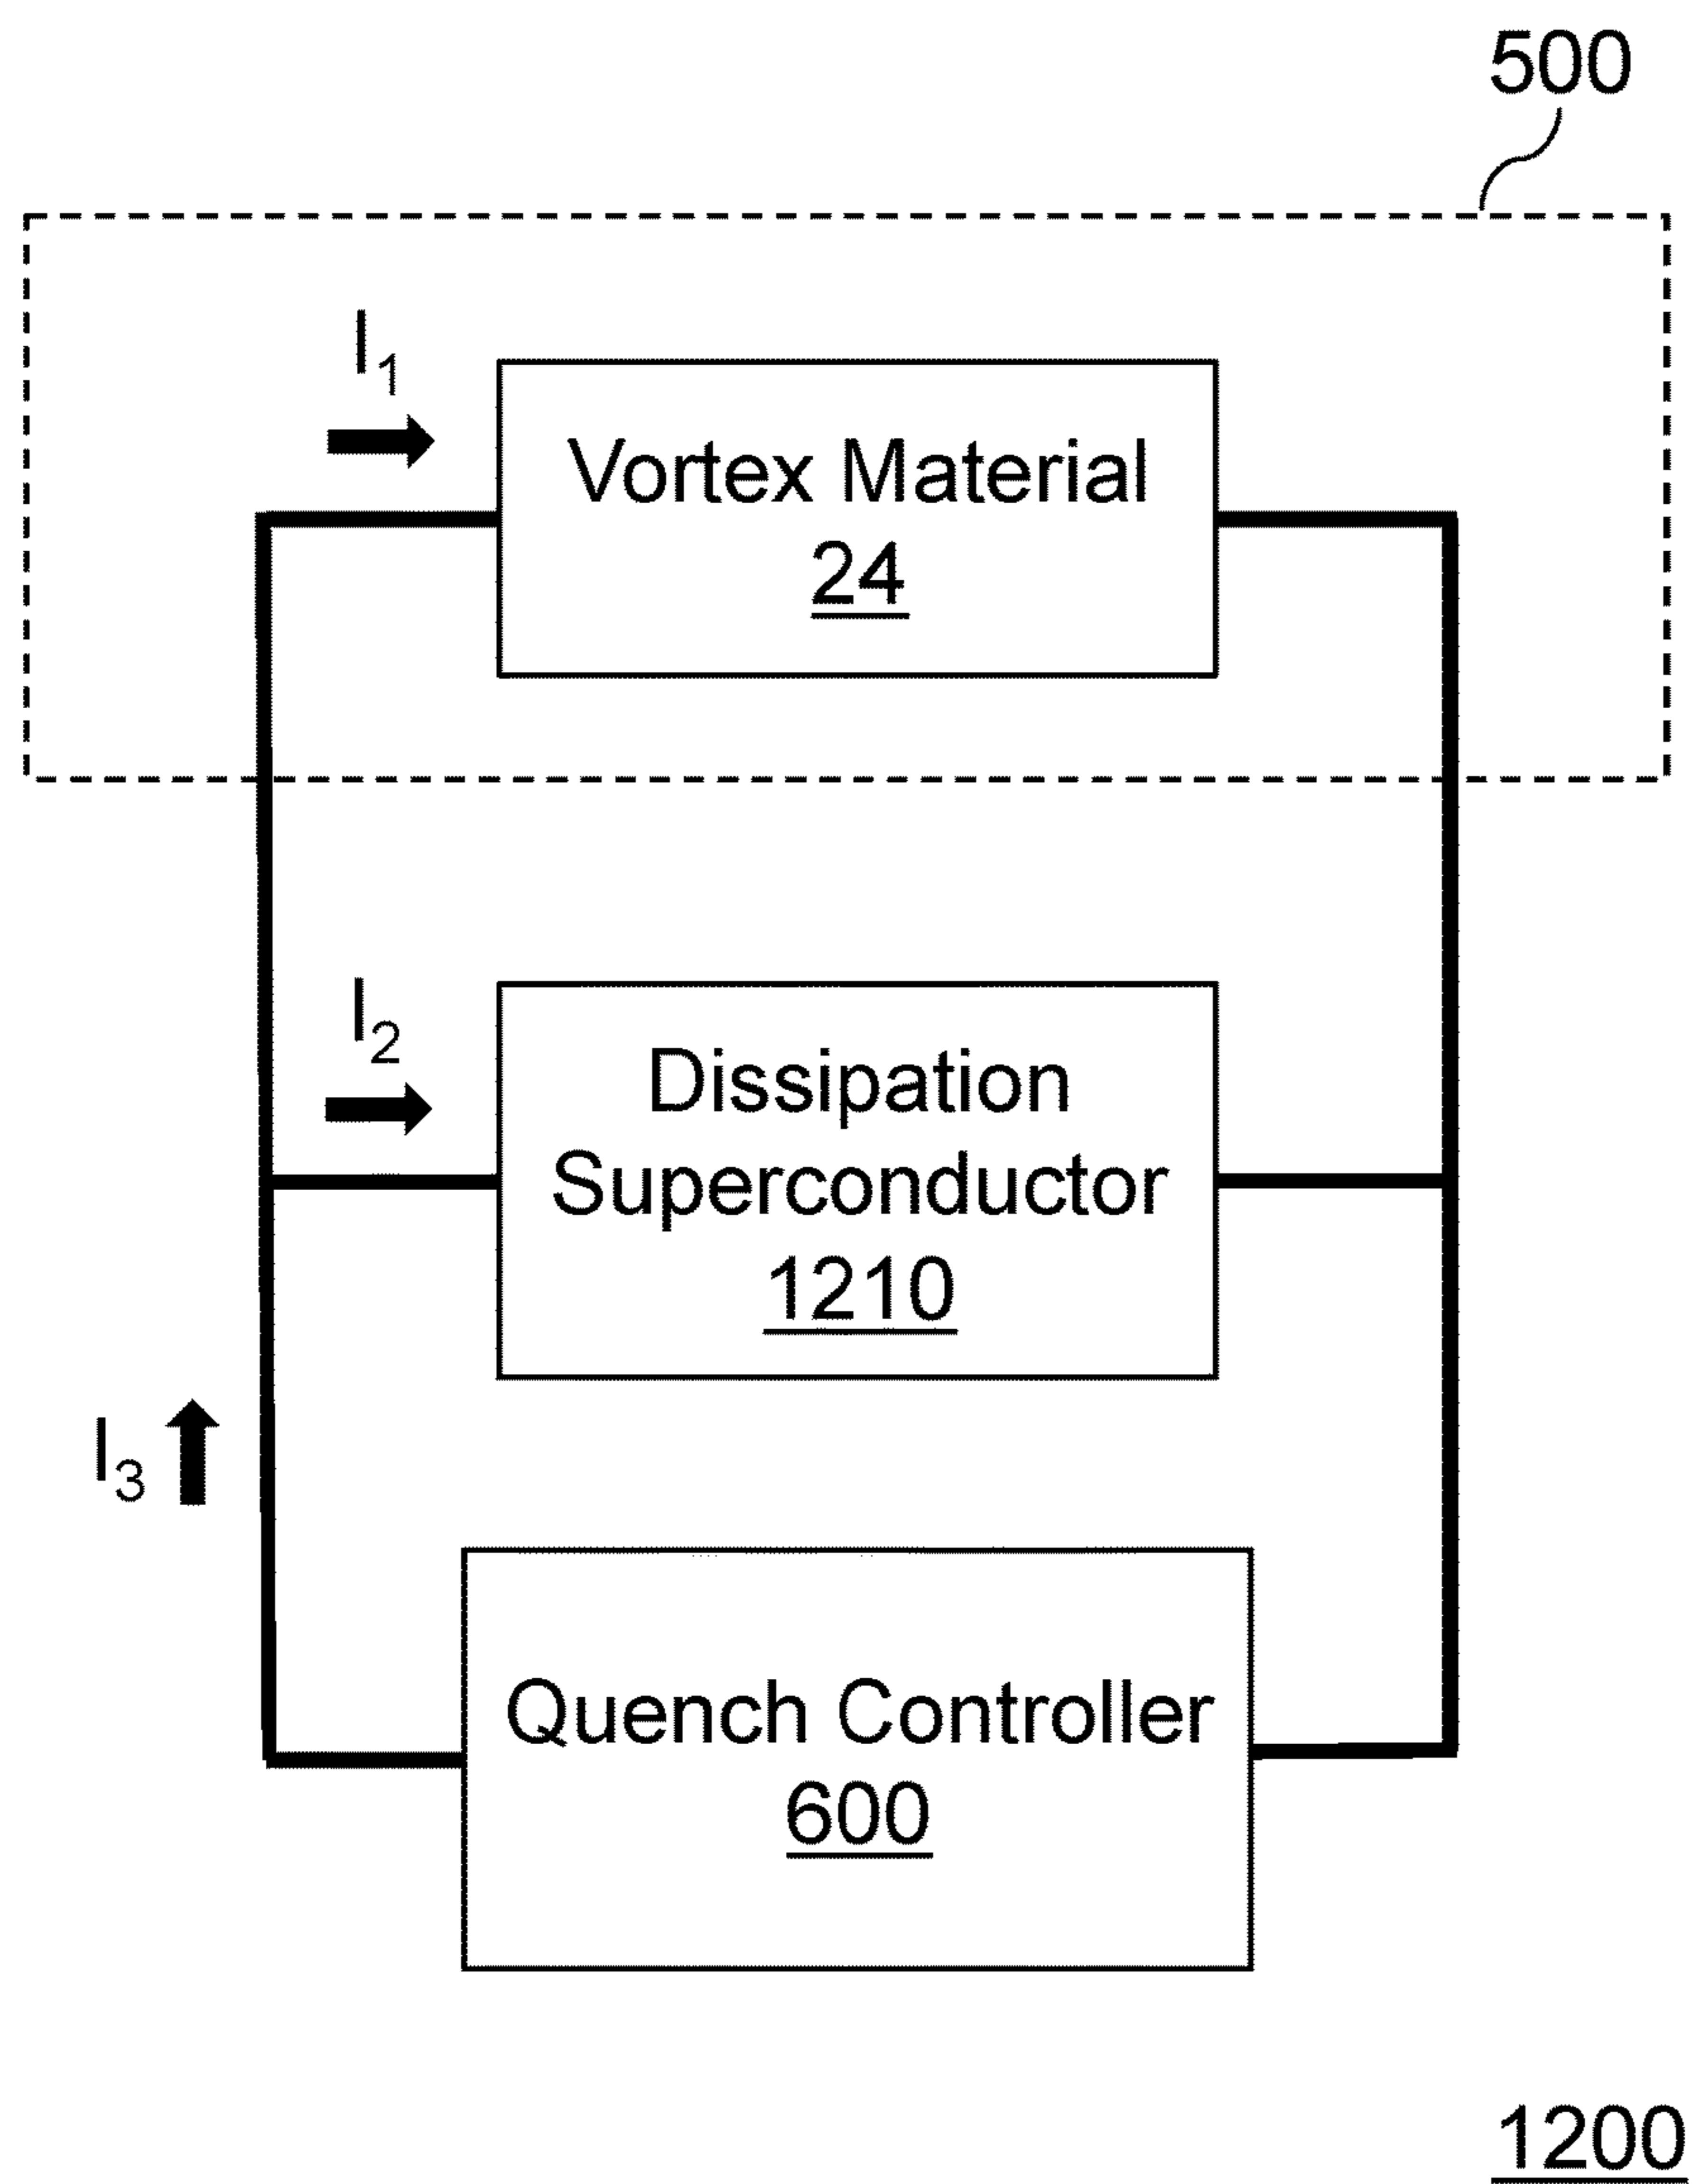 500
I₁
Vortex Material
24
I₂
Dissipation
Superconductor
1210
I₃
Quench Controller
600
1200